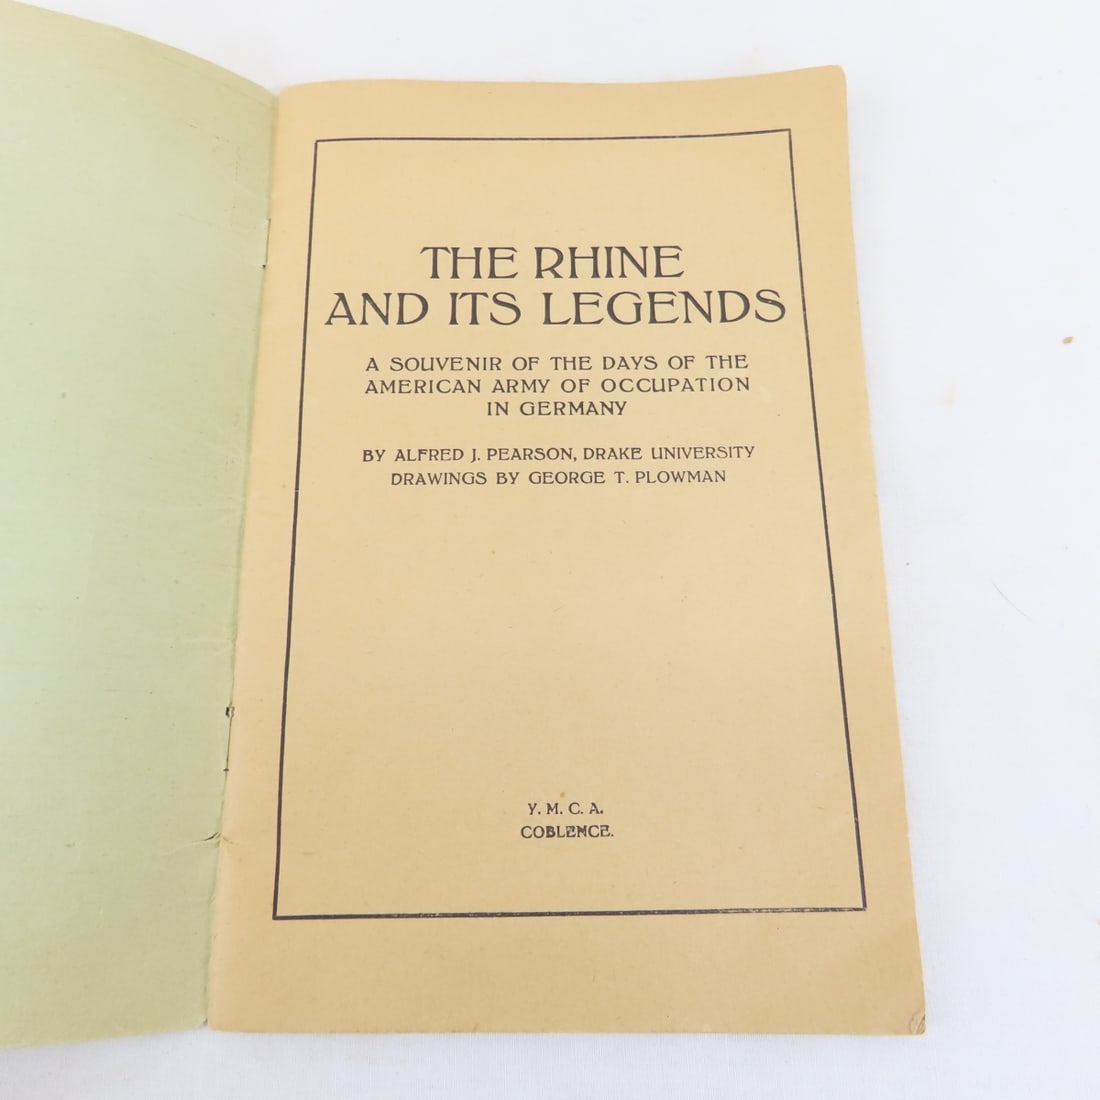 THE RHINE
AND ITS LEGENDS
A SOUVENIR OF THE DAYS OF THE
AMERICAN ARMY OF OCCUPATION
IN GERMANY
BY ALFRED J. PEARSON, DRAKE UNIVERSITY
DRAWINGS BY GEORGE T. PLOWMAN
Y. M. C. A.
COBLENCE.